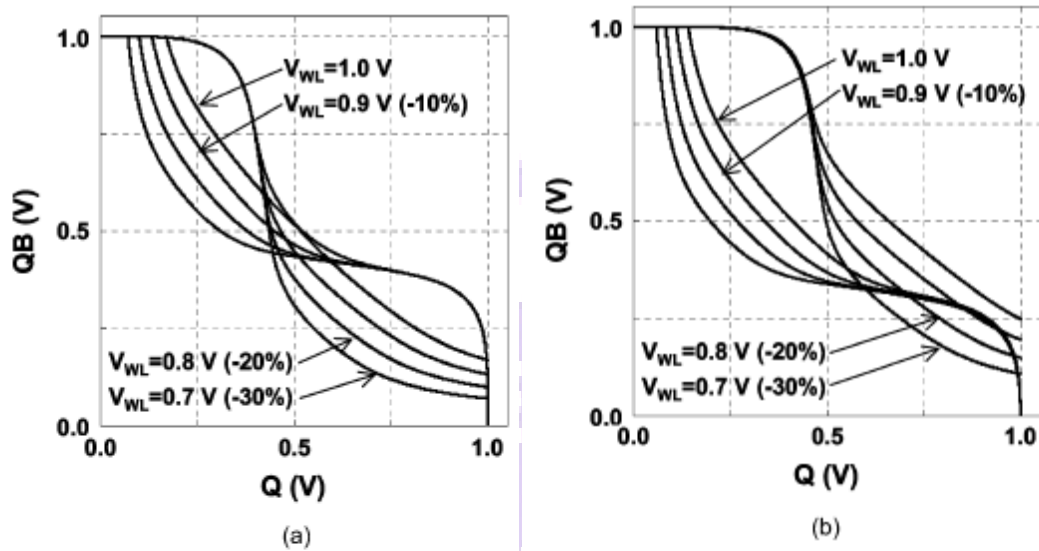 1.0
V_WL=1.0 V
V_WL=0.9 V (-10%)
QB (V)
0.5
V_WL=0.8 V (-20%)
V_WL=0.7 V (-30%)
0.0
0.0
0.5
1.0
Q (V)
(a)
1.0
V_WL=1.0 V
V_WL=0.9 V (-10%)
QB (V)
0.5
V_WL=0.8 V (-20%)
V_WL=0.7 V (-30%)
0.0
0.0
0.5
1.0
Q (V)
(b)